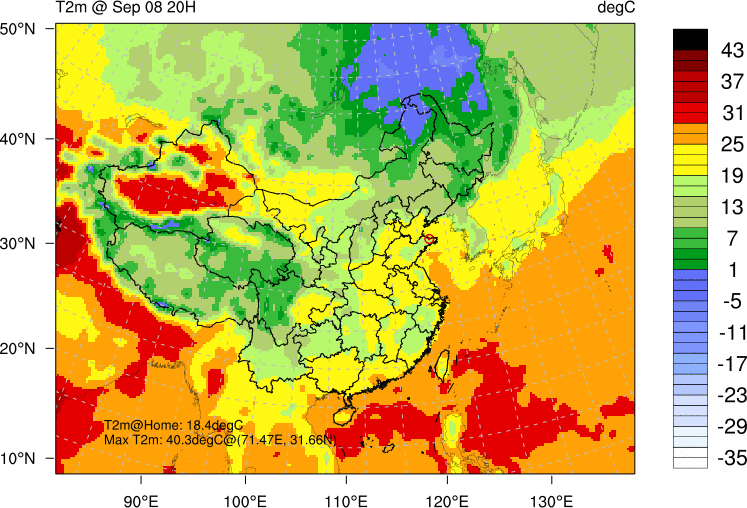 T2m @ Sep 08 20H degC
50°N
40°N
30°N
20°N
10°N
T2m@Home: 18.4degC
Max T2m: 40.3degC@(71.47E, 31.66N)
90°E 100°E 110°E 120°E 130°E
43
37
31
25
19
13
7
1
-5
-11
-17
-23
-29
-35